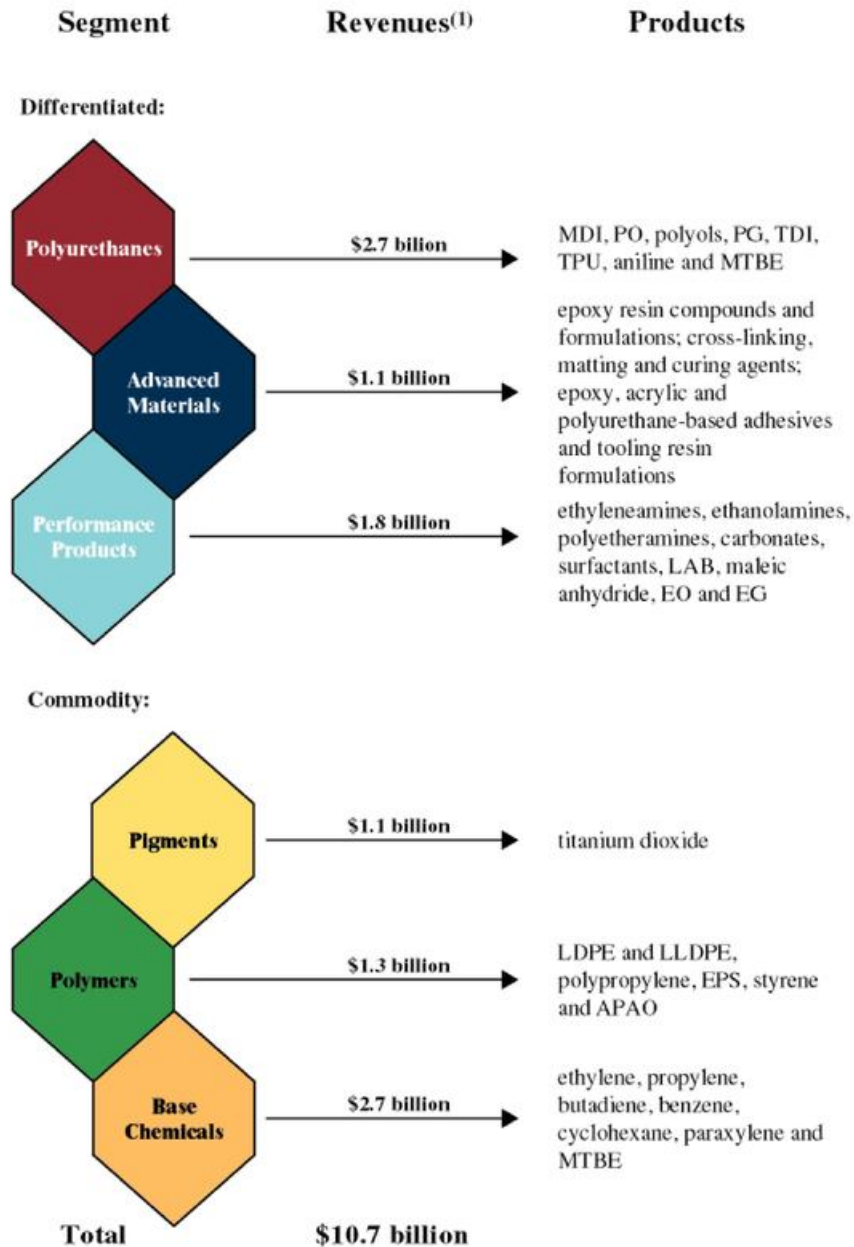 Segment Revenues(1) Products
Differentiated:
Polyurethanes
$2.7 bilion
MDI, PO, polyols, PG, TDI,
TPU, aniline and MTBE
Advanced
Materials
$1.1 billion
epoxy resin compounds and
formulations; cross-linking,
matting and curing agents;
epoxy, acrylic and
polyurethane-based adhesives
and tooling resin
formulations
Performance
Products
$1.8 billion
ethyleneamines, ethanolamines,
polyetheramines, carbonates,
surfactants, LAB, maleic
anhydride, EO and EG
Commodity:
Pigments
$1.1 billion
titanium dioxide
Polymers
$1.3 billion
LDPE and LLDPE,
polypropylene, EPS, styrene
and APAO
Base
Chemicals
$2.7 billion
ethylene, propylene,
butadiene, benzene,
cyclohexane, paraxylene and
MTBE
Total $10.7 billion